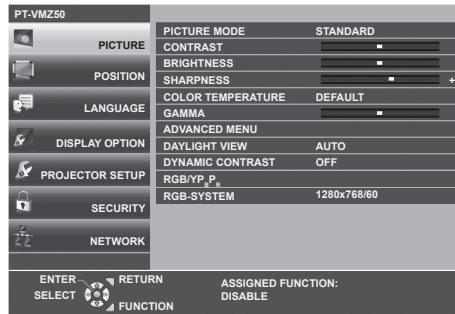 PT-VMZ50
PICTURE
POSITION
LANGUAGE
DISPLAY OPTION
PROJECTOR SETUP
SECURITY
NETWORK
PICTURE MODE STANDARD
CONTRAST
BRIGHTNESS
SHARPNESS +
COLOR TEMPERATURE DEFAULT
GAMMA
ADVANCED MENU
DAYLIGHT VIEW AUTO
DYNAMIC CONTRAST OFF
RGB/YPBPR
RGB-SYSTEM 1280x768/60
ENTER RETURN
SELECT
FUNCTION
ASSIGNED FUNCTION:
DISABLE